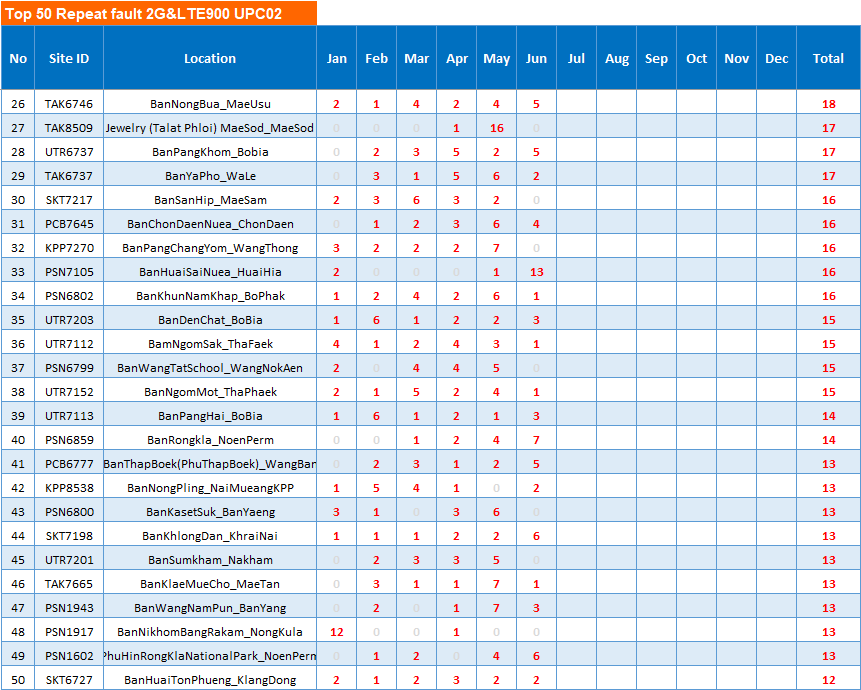 Top 50 Repeat fault 2G&LTE900 UPC02
No Site ID Location Jan Feb Mar Apr May Jun Jul Aug Sep Oct Nov Dec Total
26 TAK6746 BanNongBua_MaeUsu 2 1 4 2 4 5 18
27 TAK8509 Jewelry (Talat Phloi) MaeSod_MaeSod 0 0 0 1 16 0 17
28 UTR6737 BanPangKhom_Bobia 0 2 3 5 2 5 17
29 TAK6737 BanYaPho_WaLe 0 3 1 5 6 2 17
30 SKT7217 BanSanHip_MaeSam 2 3 6 3 2 0 16
31 PCB7645 BanChonDaenNuea_ChonDaen 0 1 2 3 6 4 16
32 KPP7270 BanPangChangYom_WangThong 3 2 2 2 7 0 16
33 PSN7105 BanHuaiSaiNuea_HuaiHia 2 0 0 0 1 13 16
34 PSN6802 BanKhunNamKhap_BoPhak 1 2 4 2 6 1 16
35 UTR7203 BanDenChat_BoBia 1 6 1 2 2 3 15
36 UTR7112 BamNgomSak_ThaFaek 4 1 2 4 3 1 15
37 PSN6799 BanWangTatSchool_WangNokAen 2 0 4 4 5 0 15
38 UTR7152 BanNgomMot_ThaPhaek 2 1 5 2 4 1 15
39 UTR7113 BanPangHai_BoBia 1 6 1 2 1 3 14
40 PSN6859 BanRongkla_NoenPerm 0 0 1 2 4 7 14
41 PCB6777 BanThapBoek(PhuThapBoek)_WangBan 0 2 3 1 2 5 13
42 KPP8538 BanNongPling_NaiMueangKPP 1 5 4 1 0 2 13
43 PSN6800 BanKasetSuk_BanYaeng 3 1 0 3 6 0 13
44 SKT7198 BanKhlongDan_KhraiNai 1 1 1 2 2 6 13
45 UTR7201 BanSumkham_Nakham 0 2 3 3 5 0 13
46 TAK7665 BanKlaeMueCho_MaeTan 0 3 1 1 7 1 13
47 PSN1943 BanWangNamPun_BanYang 0 2 0 1 7 3 13
48 PSN1917 BanNikhomBangRakam_NongKula 12 0 0 1 0 0 13
49 PSN1602 PhuHinRongKlaNationalPark_NoenPerm 0 1 2 0 4 6 13
50 SKT6727 BanHuaiTonPhueng_KlangDong 2 1 2 3 2 2 12